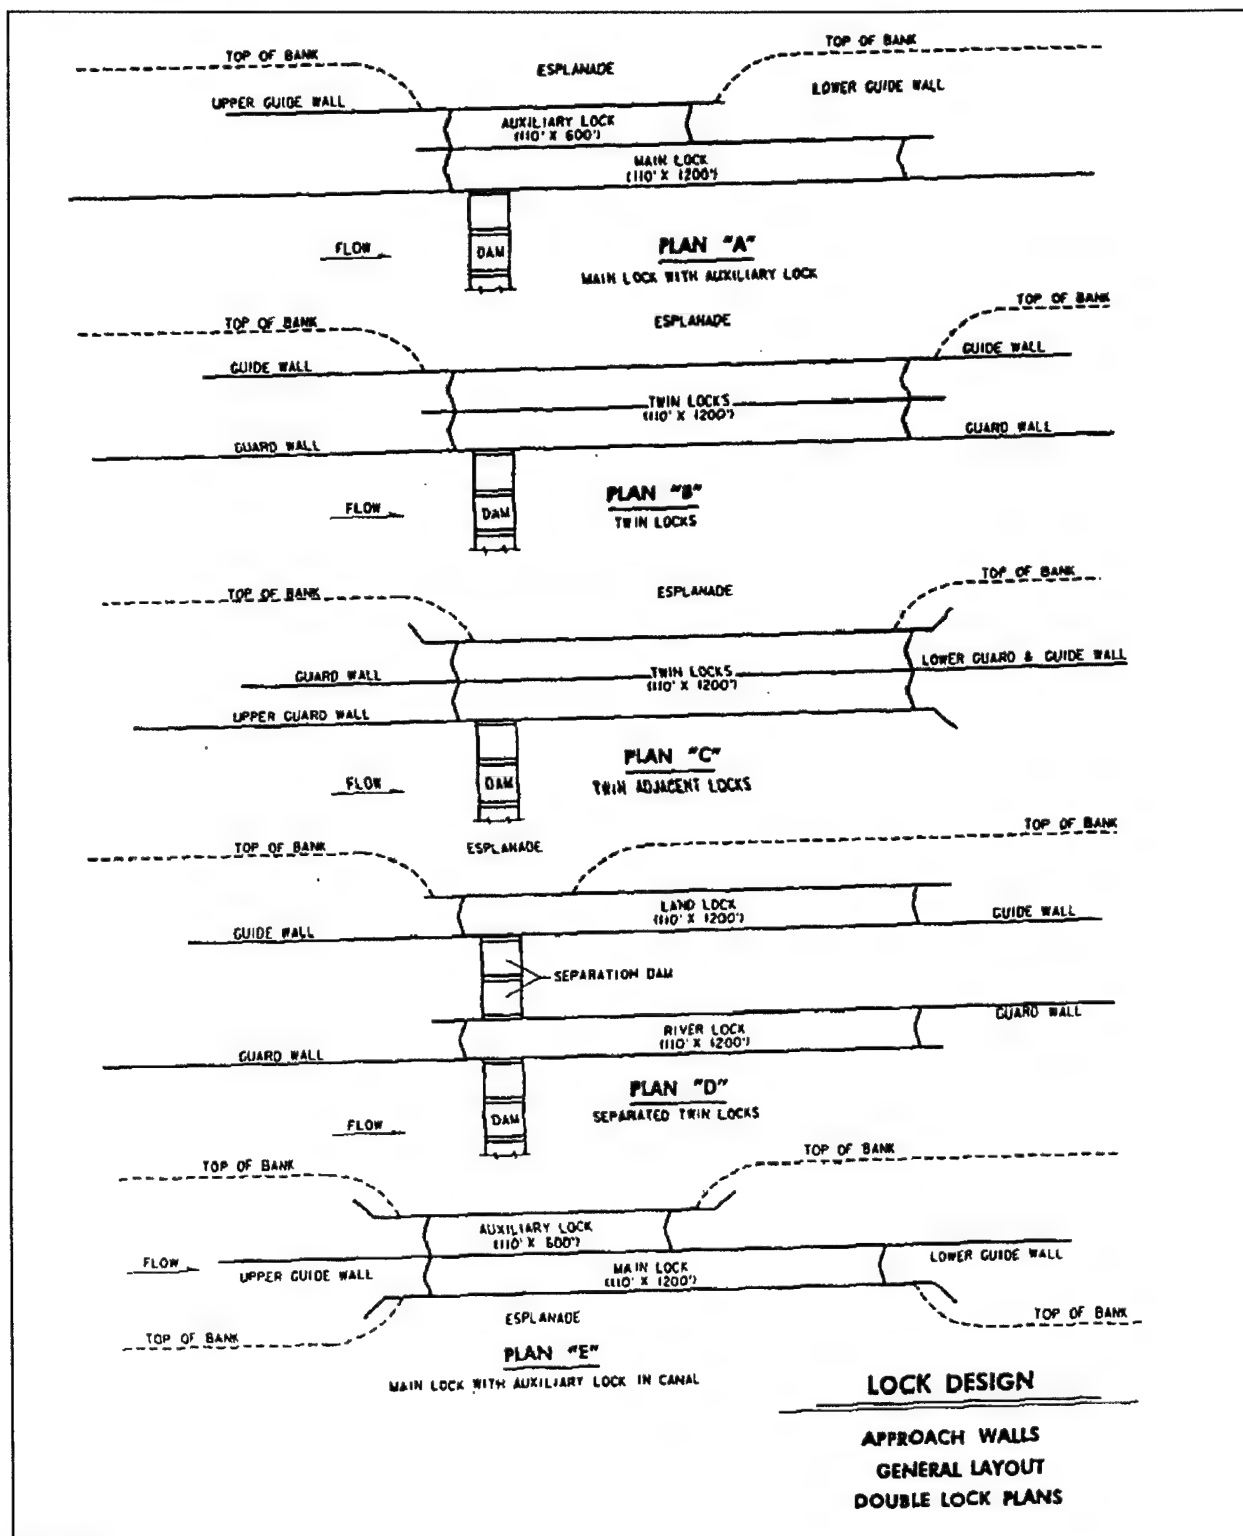 TOP OF BANK
TOP OF BANK
ESPLANADE
UPPER GUIDE WALL
LOWER GUIDE WALL
AUXILIARY LOCK
(110' X 600')
MAIN LOCK
(110' X 1200')
FLOW
DAM
PLAN "A"
MAIN LOCK WITH AUXILIARY LOCK
TOP OF BANK
ESPLANADE
TOP OF BANK
GUIDE WALL
GUIDE WALL
TWIN LOCKS
(110' X 1200')
GUARD WALL
GUARD WALL
FLOW
DAM
PLAN "B"
TWIN LOCKS
TOP OF BANK
ESPLANADE
TOP OF BANK
GUARD WALL
TWIN LOCKS
(110' X 1200')
LOWER GUARD & GUIDE WALL
UPPER GUARD WALL
FLOW
DAM
PLAN "C"
TWIN ADJACENT LOCKS
TOP OF BANK
ESPLANADE
TOP OF BANK
LAND LOCK
(110' X 1200')
GUIDE WALL
GUIDE WALL
SEPARATION DAM
RIVER LOCK
(110' X 1200')
GUARD WALL
GUARD WALL
FLOW
DAM
PLAN "D"
SEPARATED TWIN LOCKS
TOP OF BANK
TOP OF BANK
AUXILIARY LOCK
(110' X 600')
FLOW
UPPER GUIDE WALL
MAIN LOCK
(110' X 1200')
LOWER GUIDE WALL
TOP OF BANK
ESPLANADE
TOP OF BANK
PLAN "E"
MAIN LOCK WITH AUXILIARY LOCK IN CANAL
LOCK DESIGN
APPROACH WALLS
GENERAL LAYOUT
DOUBLE LOCK PLANS